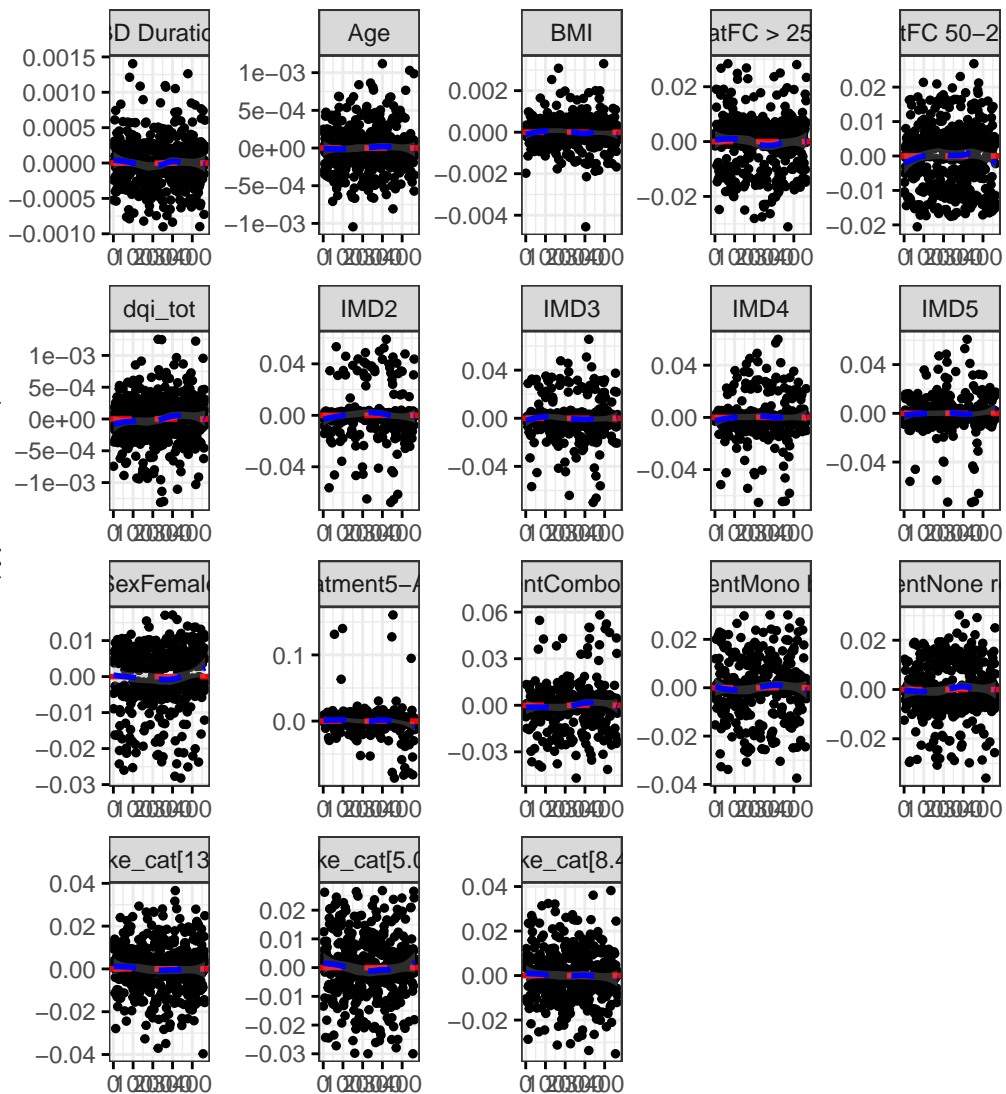 BD Duratio Age BMI atFC > 25 tFC 50−2
0.0015 0.0010 0.0005 0.0000 −0.0005 −0.0010
1e−03 5e−04 0e+00 −5e−04 −1e−03
0.002 0.000 −0.002 −0.004
0.02 0.00 −0.02
0.02 0.01 0.00 −0.01 −0.02
dqi_tot IMD2 IMD3 IMD4 IMD5
1e−03 5e−04 0e+00 −5e−04 −1e−03
0.04 0.00 −0.04
0.04 0.00 −0.04
0.04 0.00 −0.04
0.04 0.00 −0.04
SexFemale atment5−A entCombo entMono entNone r
0.01 0.00 −0.01 −0.02 −0.03
0.1 0.0
0.06 0.03 0.00 −0.03
0.02 0.00 −0.02 −0.04
0.02 0.00 −0.02
ke_cat[13 ke_cat[5.0 ke_cat[8.4
0.04 0.02 0.00 −0.02 −0.04
0.02 0.01 0.00 −0.01 −0.02 −0.03
0.04 0.02 0.00 −0.02